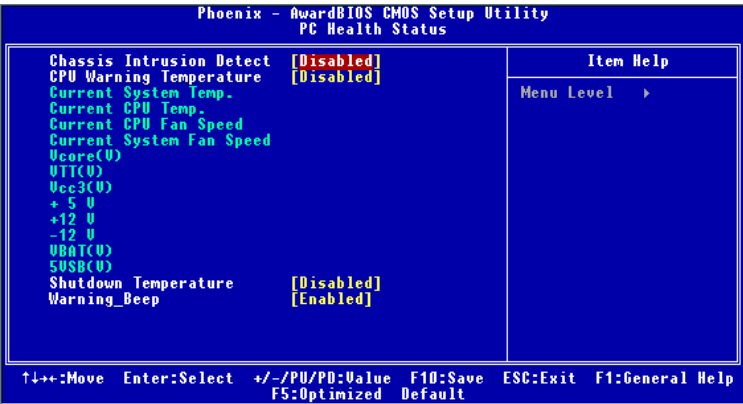 Phoenix - AwardBIOS CMOS Setup Utility
PC Health Status
Chassis Intrusion Detect [Disabled]
CPU Warning Temperature [Disabled]
Current System Temp.
Current CPU Temp.
Current CPU Fan Speed
Current System Fan Speed
Vcore(V)
VTT(V)
Vcc3(V)
+ 5 V
+12 V
-12 V
VBAT(V)
5VSB(V)
Shutdown Temperature [Disabled]
Warning_Beep [Enabled]
Item Help
Menu Level ▸
↑↓→←:Move Enter:Select +/-/PU/PD:Value F10:Save ESC:Exit F1:General Help
F5:Optimized Default